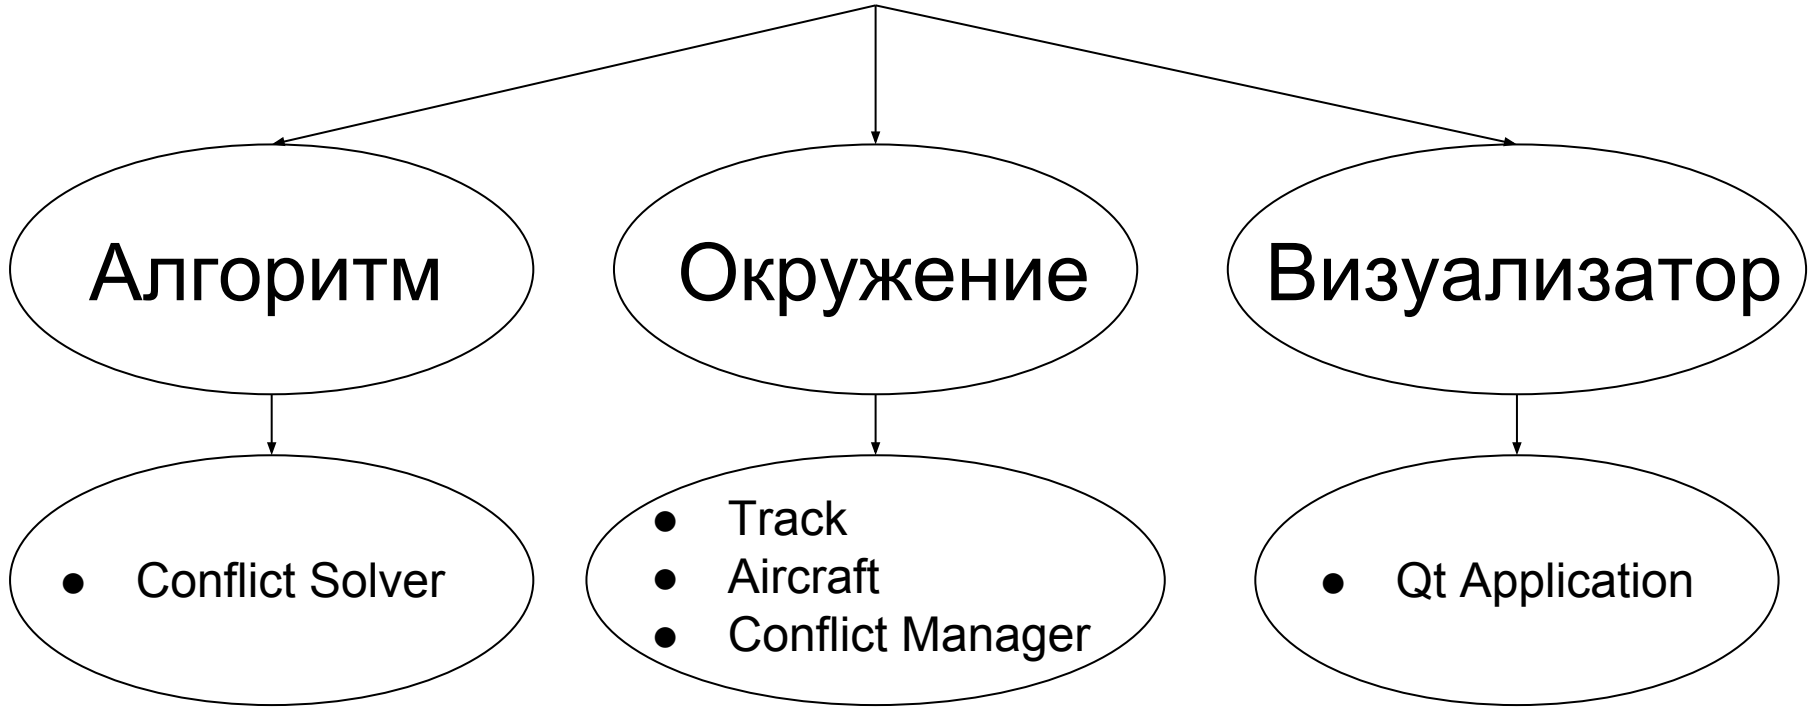 Алгоритм
Окружение
Визуализатор
● Conflict Solver
● Track
● Aircraft
● Conflict Manager
● Qt Application